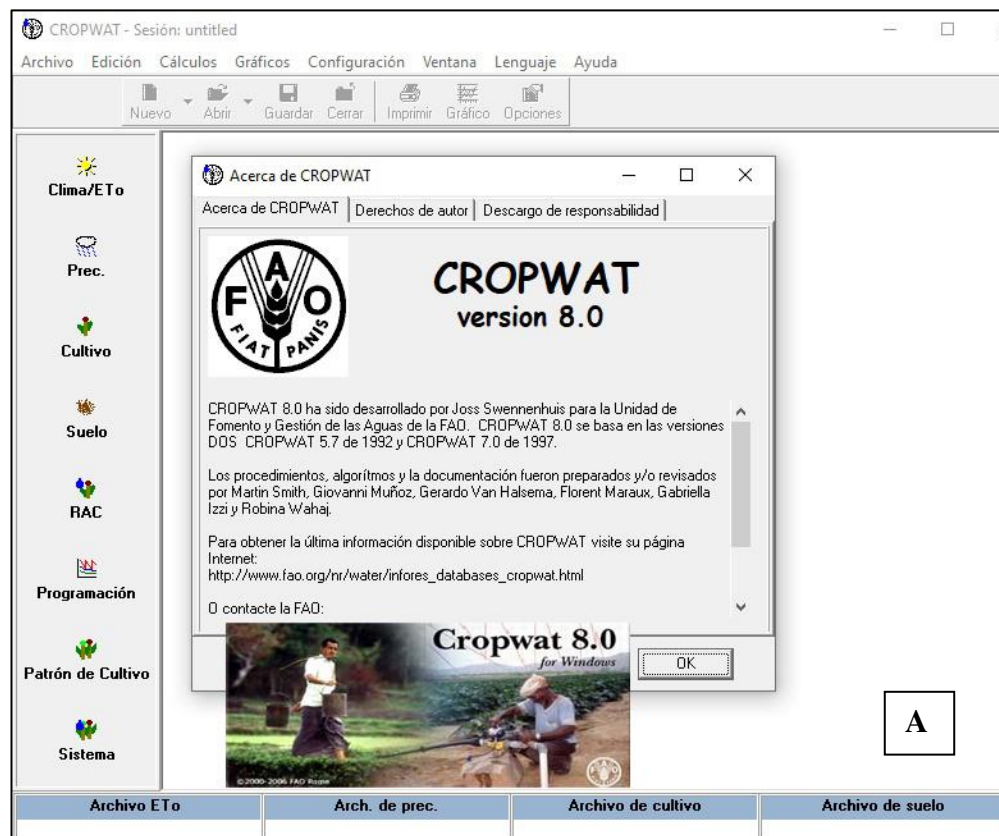 CROPWAT - Sesión: untitled
Archivo Edición Cálculos Gráficos Configuración Ventana Lenguaje Ayuda
Nuevo Abrir Guardar Cerrar Imprimir Gráfico Opciones
Clima/ETo
Prec.
Cultivo
Suelo
RAC
Programación
Patrón de Cultivo
Sistema
Acerca de CROPWAT
Acerca de CROPWAT Derechos de autor Descargo de responsabilidad
FAO
FIAT PANIS
CROPWAT
version 8.0
CROPWAT 8.0 ha sido desarrollado por Joss Swennenhuis para la Unidad de
Fomento y Gestión de las Aguas de la FAO. CROPWAT 8.0 se basa en las versiones
DOS CROPWAT 5.7 de 1992 y CROPWAT 7.0 de 1997.
Los procedimientos, algorítmos y la documentación fueron preparados y/o revisados
por Martin Smith, Giovanni Muñoz, Gerardo Van Halsema, Florent Maraux, Gabriella
Izzi y Robina Wahaj.
Para obtener la última información disponible sobre CROPWAT visite su página
Internet:
http://www.fao.org/nr/water/infores_databases_cropwat.html
O contacte la FAO:
Cropwat 8.0
for Windows
©2000-2006 FAO Rome
OK
A
Archivo ETo Arch. de prec. Archivo de cultivo Archivo de suelo